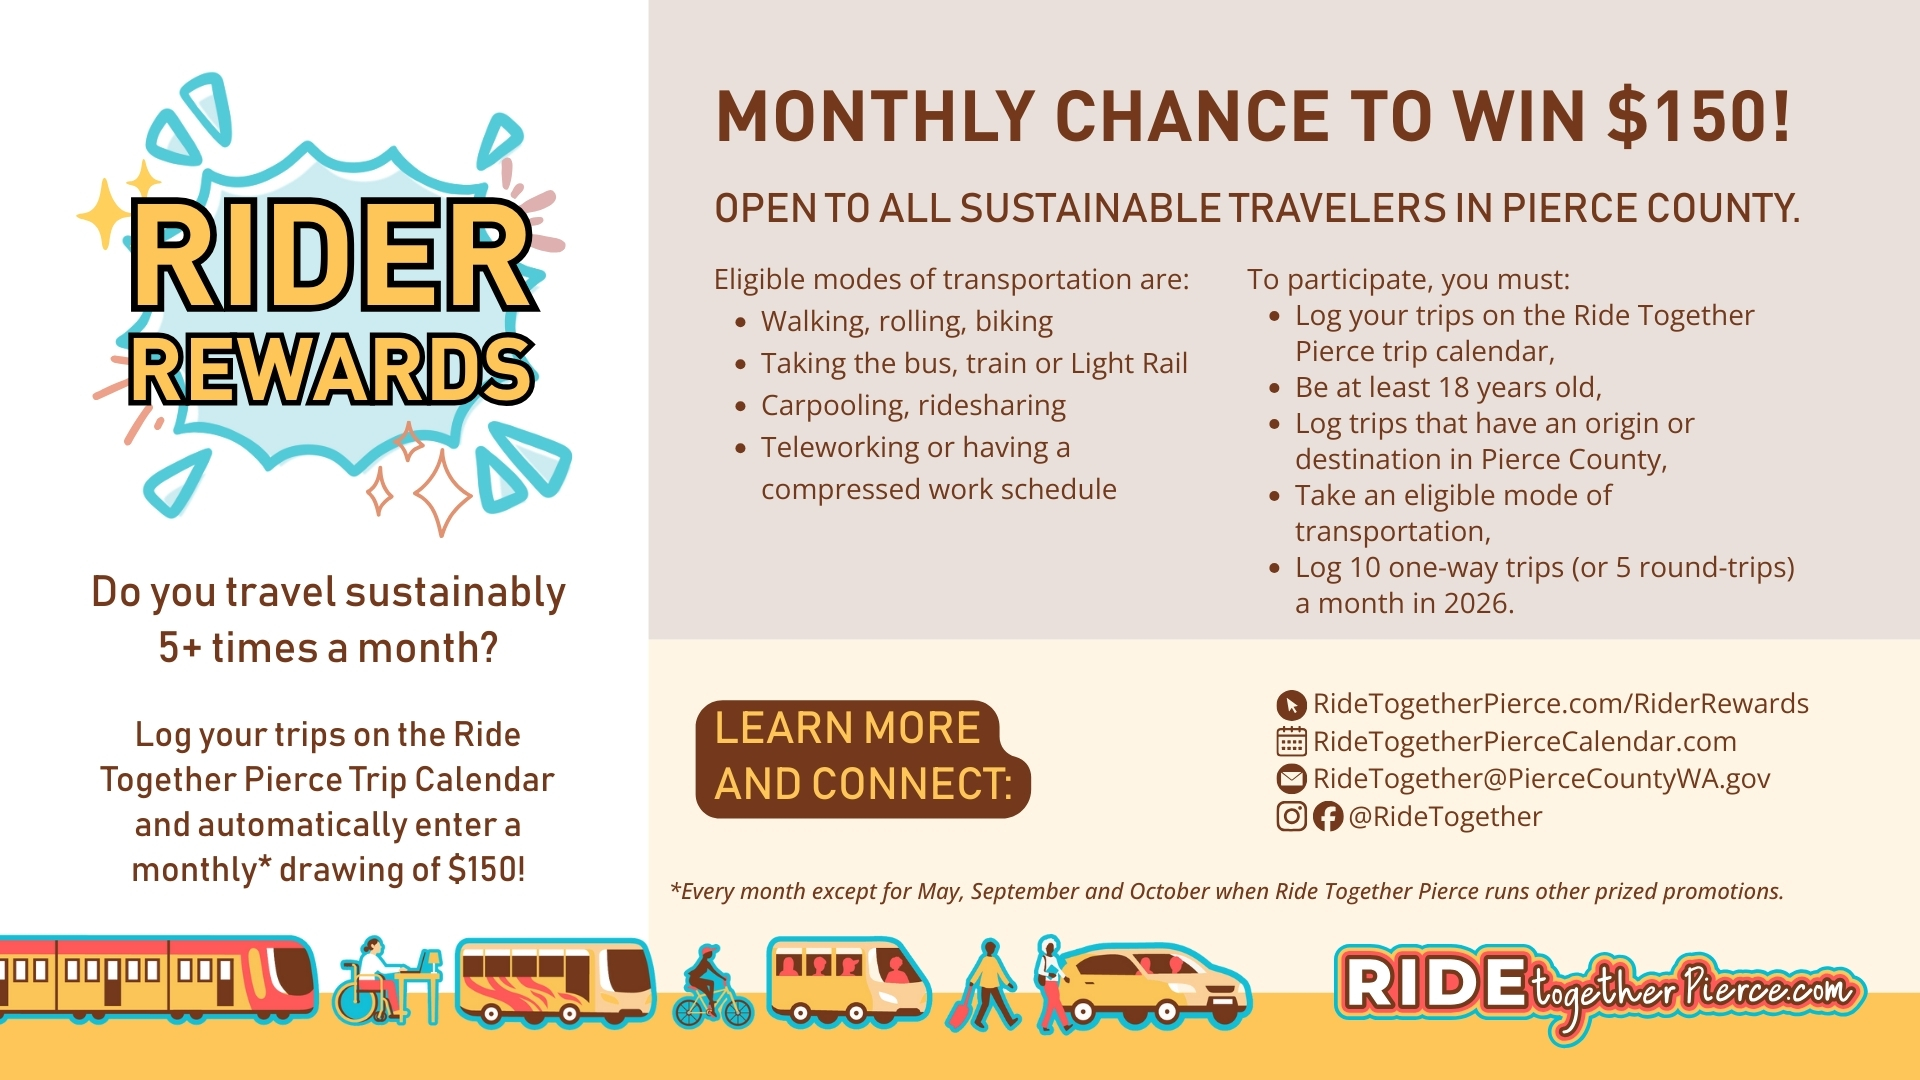 RIDER
REWARDS
Do you travel sustainably
5+ times a month?
Log your trips on the Ride
Together Pierce Trip Calendar
and automatically enter a
monthly* drawing of $150!
MONTHLY CHANCE TO WIN $150!
OPEN TO ALL SUSTAINABLE TRAVELERS IN PIERCE COUNTY.
Eligible modes of transportation are:
• Walking, rolling, biking
• Taking the bus, train or Light Rail
• Carpooling, ridesharing
• Teleworking or having a
compressed work schedule
To participate, you must:
• Log your trips on the Ride Together
Pierce trip calendar,
• Be at least 18 years old,
• Log trips that have an origin or
destination in Pierce County,
• Take an eligible mode of
transportation,
• Log 10 one-way trips (or 5 round-trips)
a month in 2026.
LEARN MORE
AND CONNECT:
RideTogetherPierce.com/RiderRewards
RideTogetherPierceCalendar.com
RideTogether@PierceCountyWA.gov
@RideTogether
*Every month except for May, September and October when Ride Together Pierce runs other prized promotions.
RIDE together Pierce.com